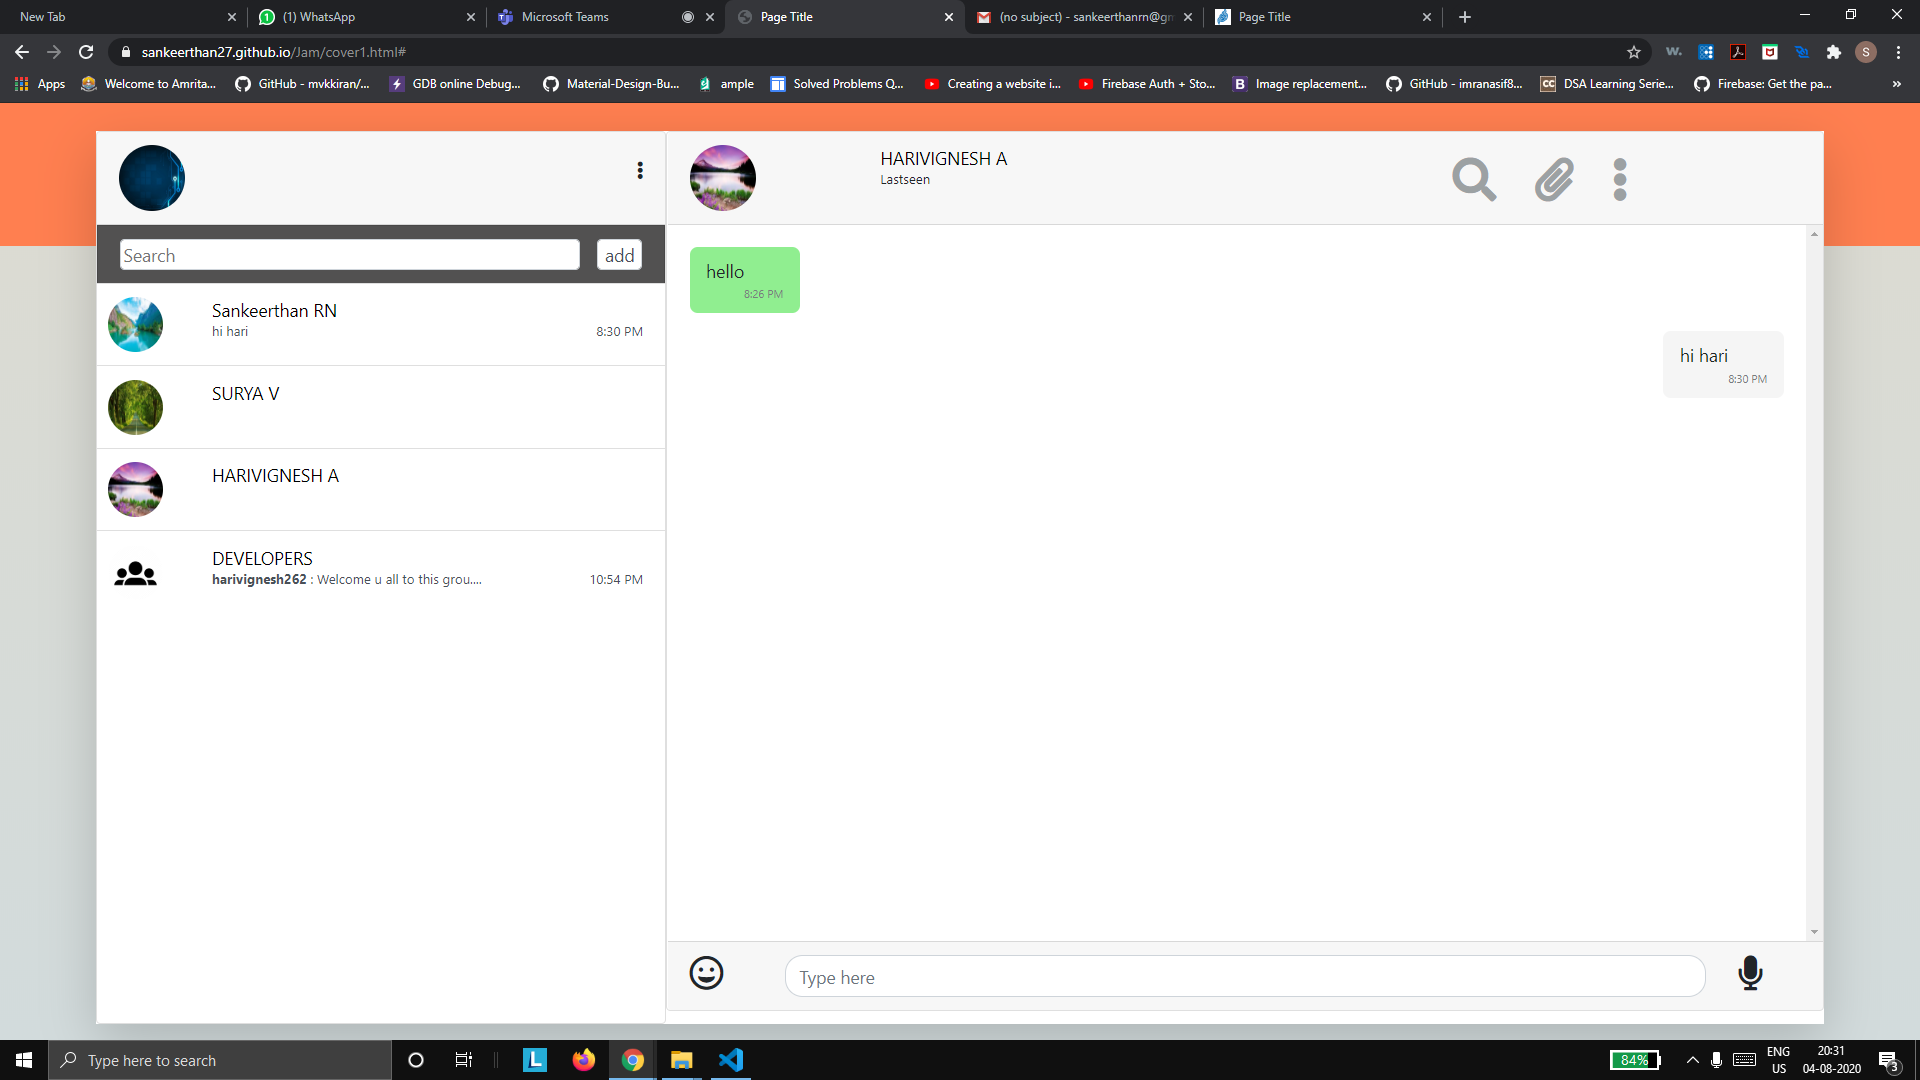 New Tab
(1) WhatsApp
Microsoft Teams
Page Title
(no subject) - sankeerthanrn@gm
Page Title
sankeerthan27.github.io/Jam/cover1.html#
w.
S
Apps
Welcome to Amrita...
GitHub - mvkkiran/...
GDB online Debug...
Material-Design-Bu...
ample
Solved Problems Q...
Creating a website i...
Firebase Auth + Sto...
B
Image replacement...
GitHub - imranasif8...
CC
DSA Learning Serie...
Firebase: Get the pa...
»
HARIVIGNESH A
Lastseen
Search
add
Sankeerthan RN
hi hari
8:30 PM
SURYA V
HARIVIGNESH A
DEVELOPERS
harivignesh262 : Welcome u all to this grou....
10:54 PM
hello
8:26 PM
hi hari
8:30 PM
Type here
Type here to search
L
84%
ENG
US
20:31
04-08-2020
3